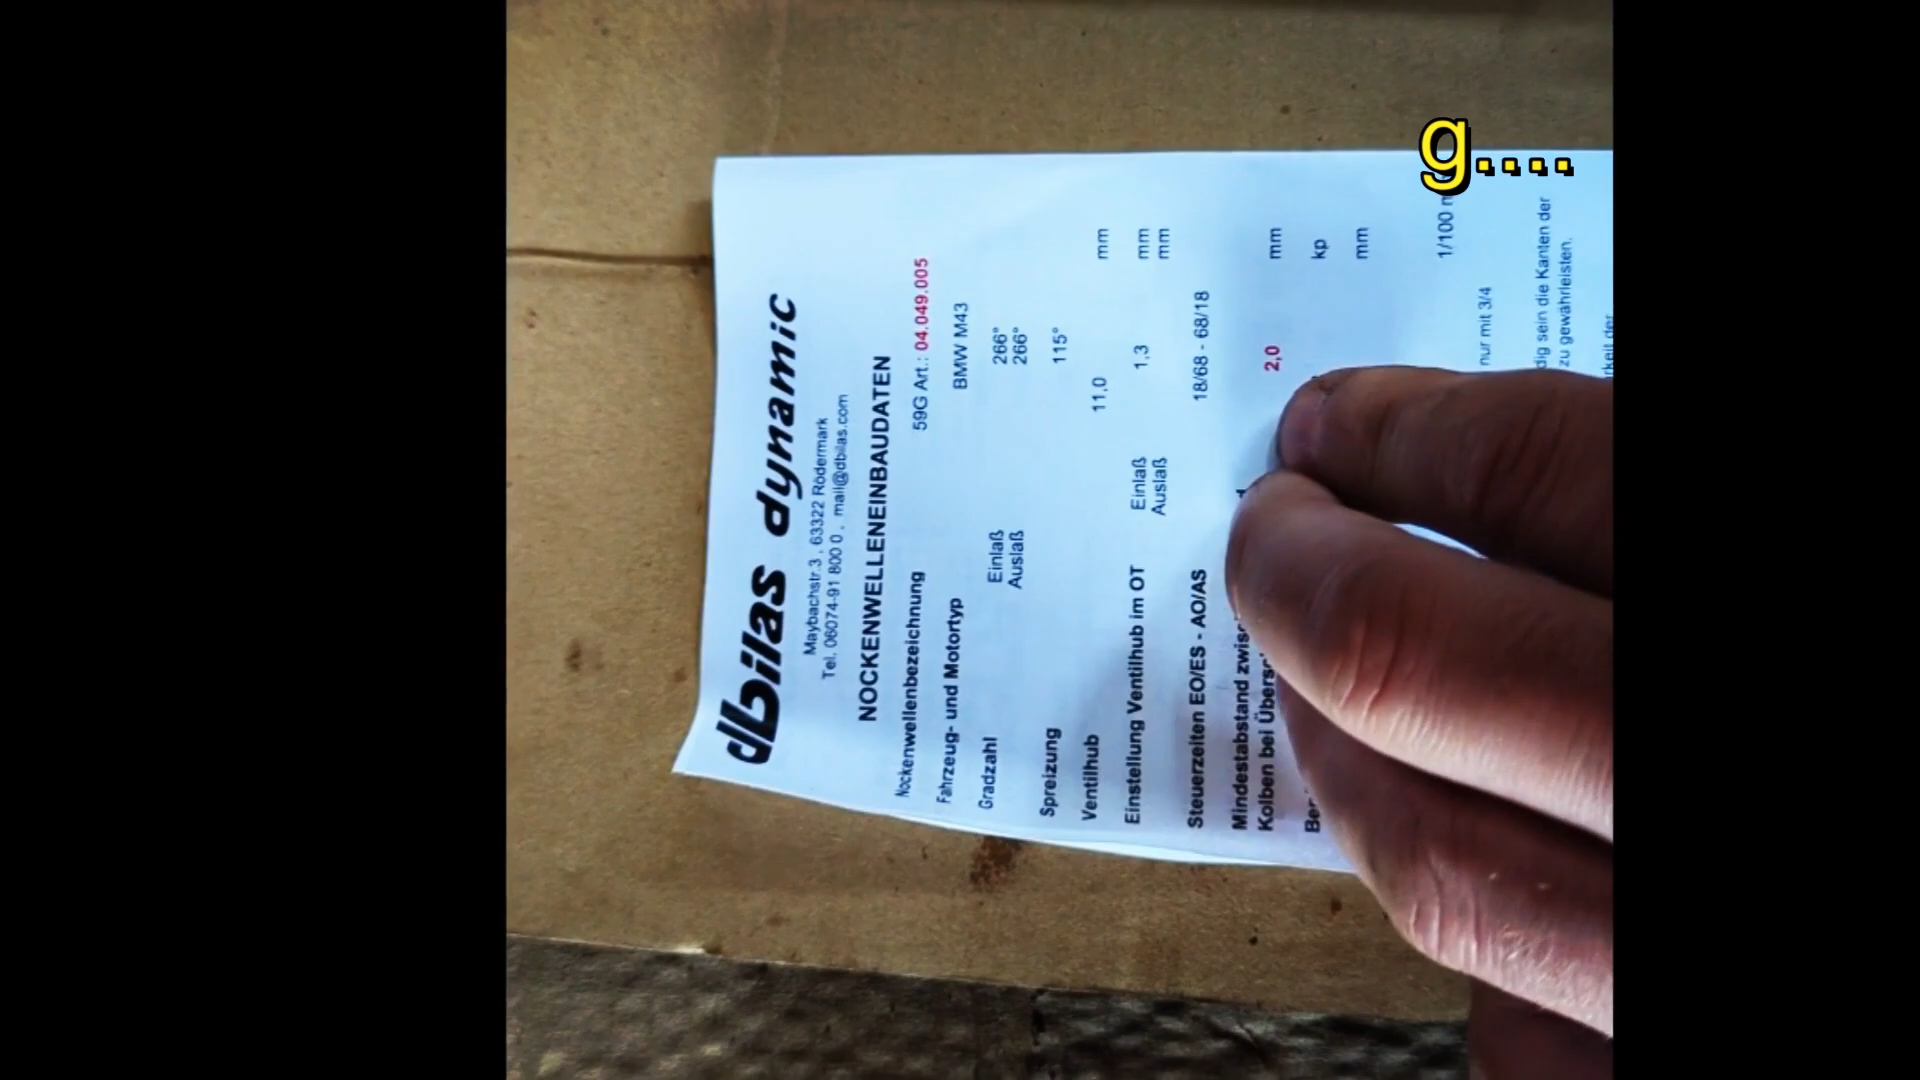 g....
dbilas dynamic
Maybachstr.3 . 63322 Rödermark
Tel. 06074-91 800 0 . mail@dbilas.com
NOCKENWELLENEINBAUDATEN
Nockenwellenbezeichnung 59G Art.: 04.049.005
Fahrzeug- und Motortyp BMW M43
Gradzahl Einlaß 266°
Auslaß 266°
Spreizung 115°
Ventilhub 11,0 mm
Einstellung Ventilhub im OT Einlaß 1,3 mm
Auslaß mm
Steuerzeiten EO/ES - AO/AS 18/68 - 68/18
Mindestabstand
Kolben bei 2,0 mm
kp
mm
1/100
nur mit 3/4
sein die Kanten der
zu gewährleisten.
der